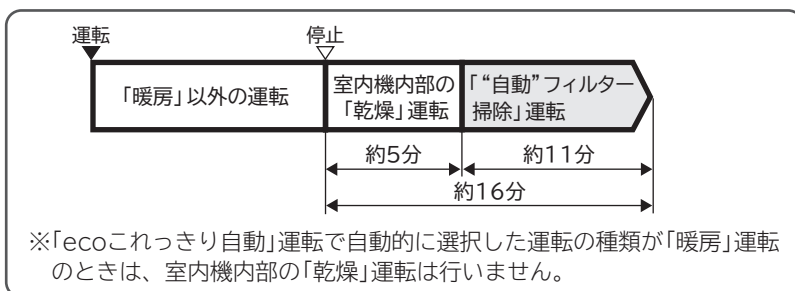 運転
停止
「暖房」以外の運転
室内機内部の
「乾燥」運転
「“自動”フィルター
掃除」運転
約5分
約11分
約16分
※「ecoこれっきり自動」運転で自動的に選択した運転の種類が「暖房」運転
のときは、室内機内部の「乾燥」運転は行いません。